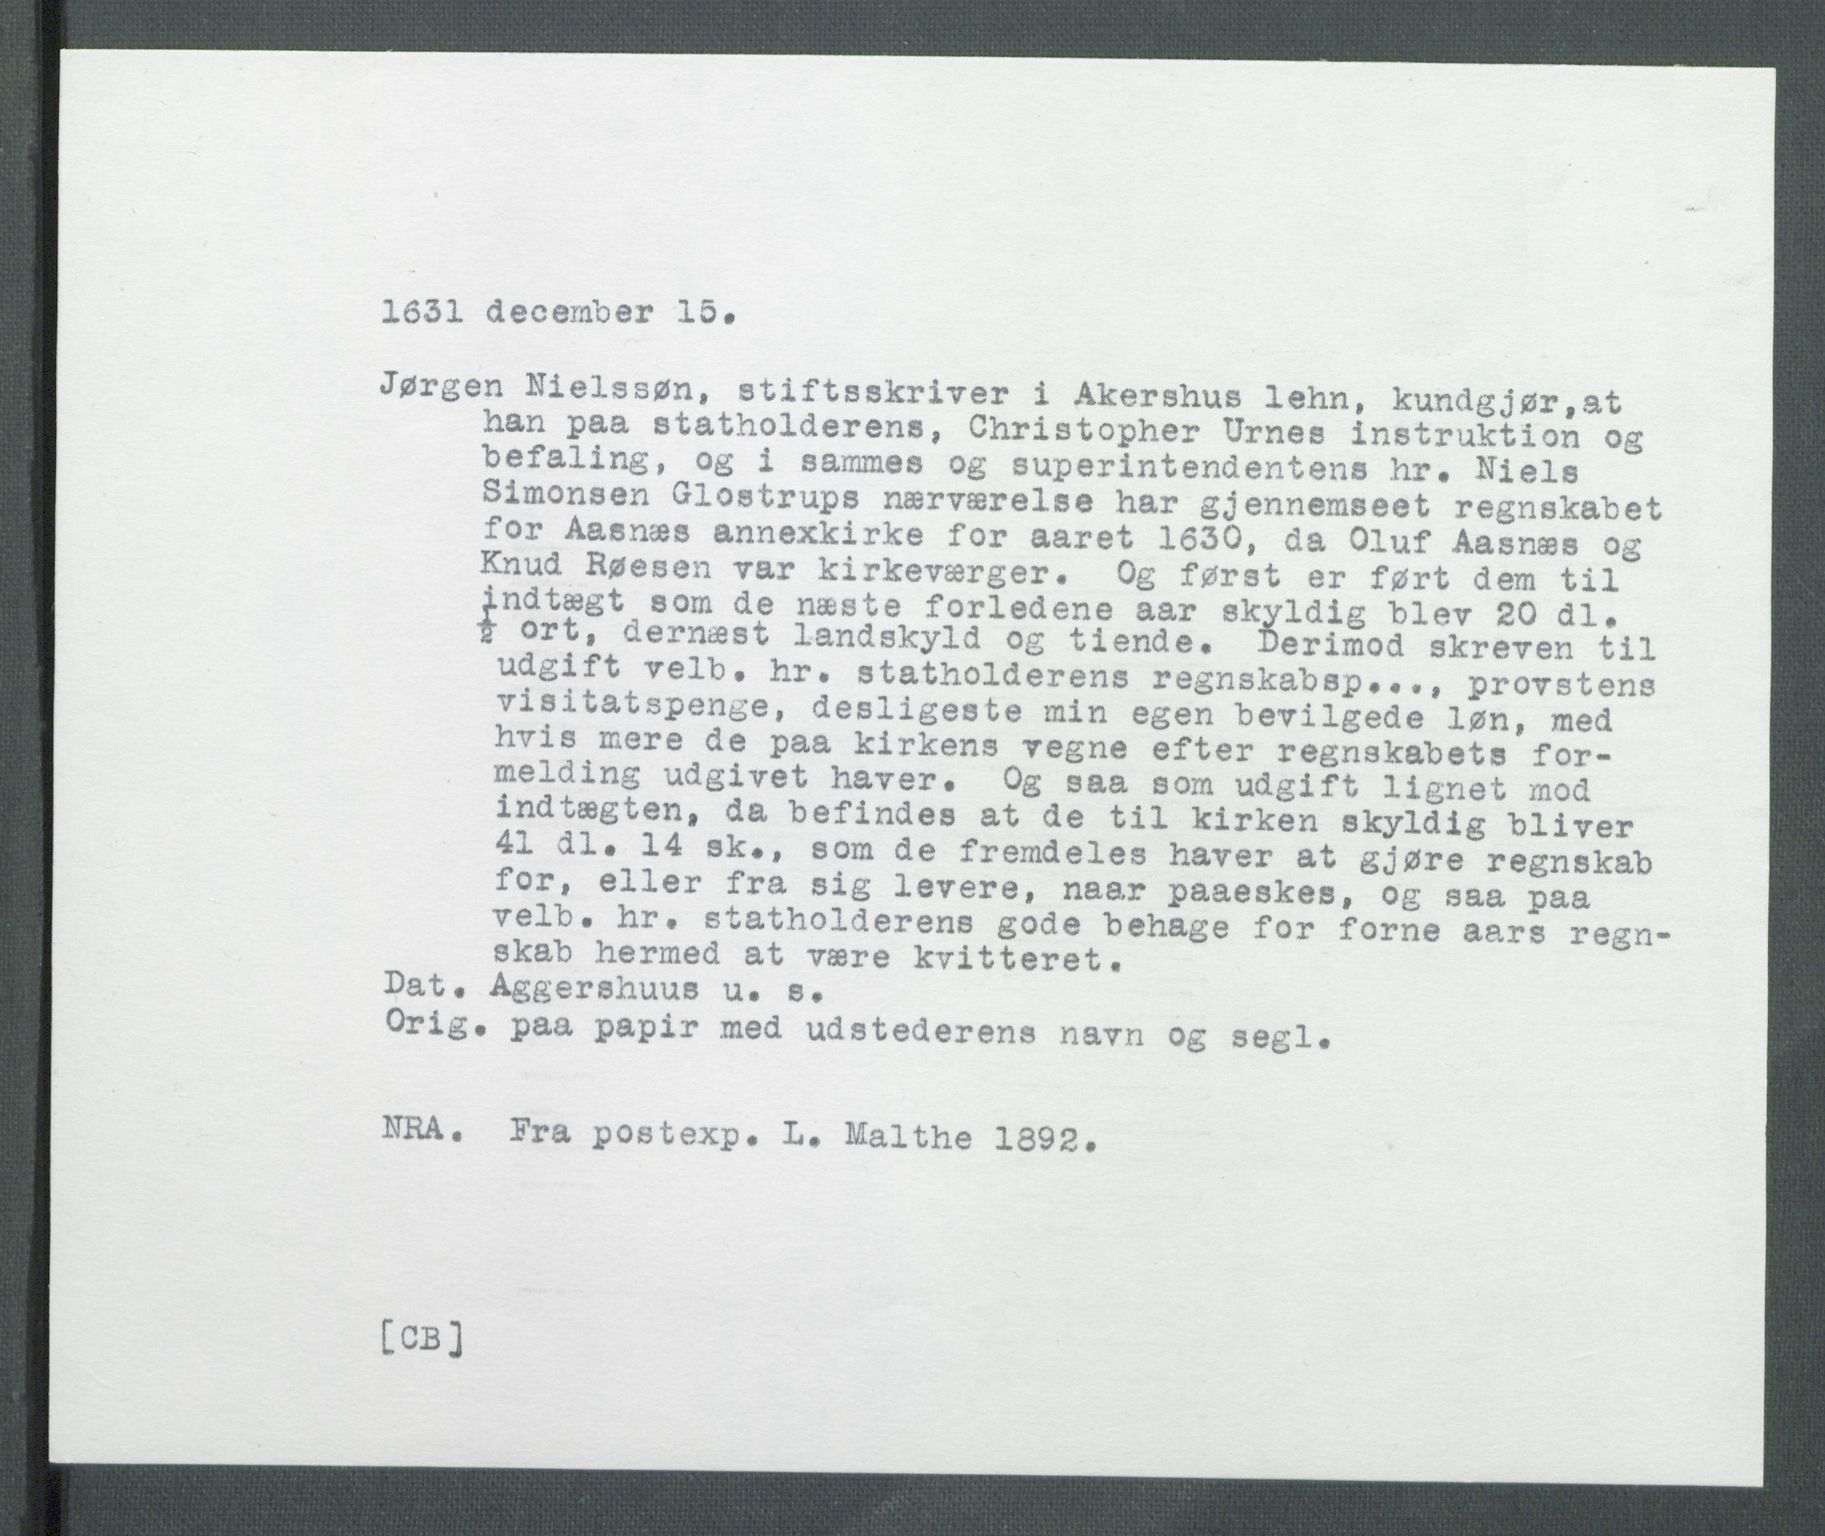 1631 december 15.
Jørgen Nielssøn, stiftsskriver i Akershus lehn, kundgjør,at
han paa statholderens, Christopher Urnes instruktion og
befaling, og i sammes og superintendentens hr. Niels
Simonsen Glostrups nærværelse har gjennemseet regnskabet
for Aasnæs annexkirke for aaret 1630, da Oluf Aasnæs og
Knud Røesen var kirkeværger. Og først er ført dem til
indtægt som de næste forledene aar skyldig blev 20 dl.
½ ort, dernæst landskyld og tiende. Derimod skreven til
udgift velb. hr. statholderens regnskabsp..., provstens
visitatspenge, desligeste min egen bevilgede løn, med
hvis mere de paa kirkens vegne efter regnskabets for-
melding udgivet haver. Og saa som udgift lignet mod
indtægten, da befindes at de til kirken skyldig bliver
41 dl. 14 sk., som de fremdeles haver at gjøre regnskab
for, eller fra sig levere, naar paaeskes, og saa paa
velb. hr. statholderens gode behage for forne aars regn-
skab hermed at være kvitteret.
Dat. Aggershuus u. s.
Orig. paa papir med udstederens navn og segl.
NRA. Fra postexp. L. Malthe 1892.
[CB]